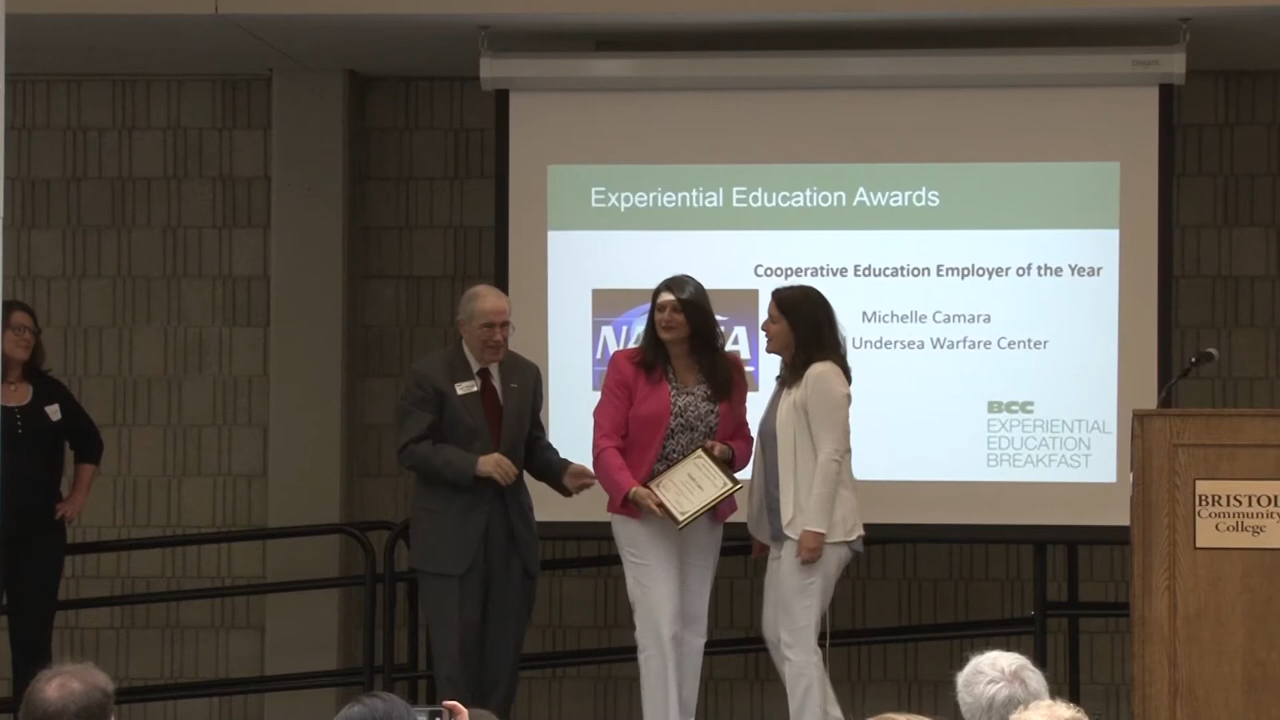 Experiential Education Awards
Cooperative Education Employer of the Year
Michelle Camara
Undersea Warfare Center
NA A
BCC
EXPERIENTIAL
EDUCATION
BREAKFAST
BRISTOL
Community
College